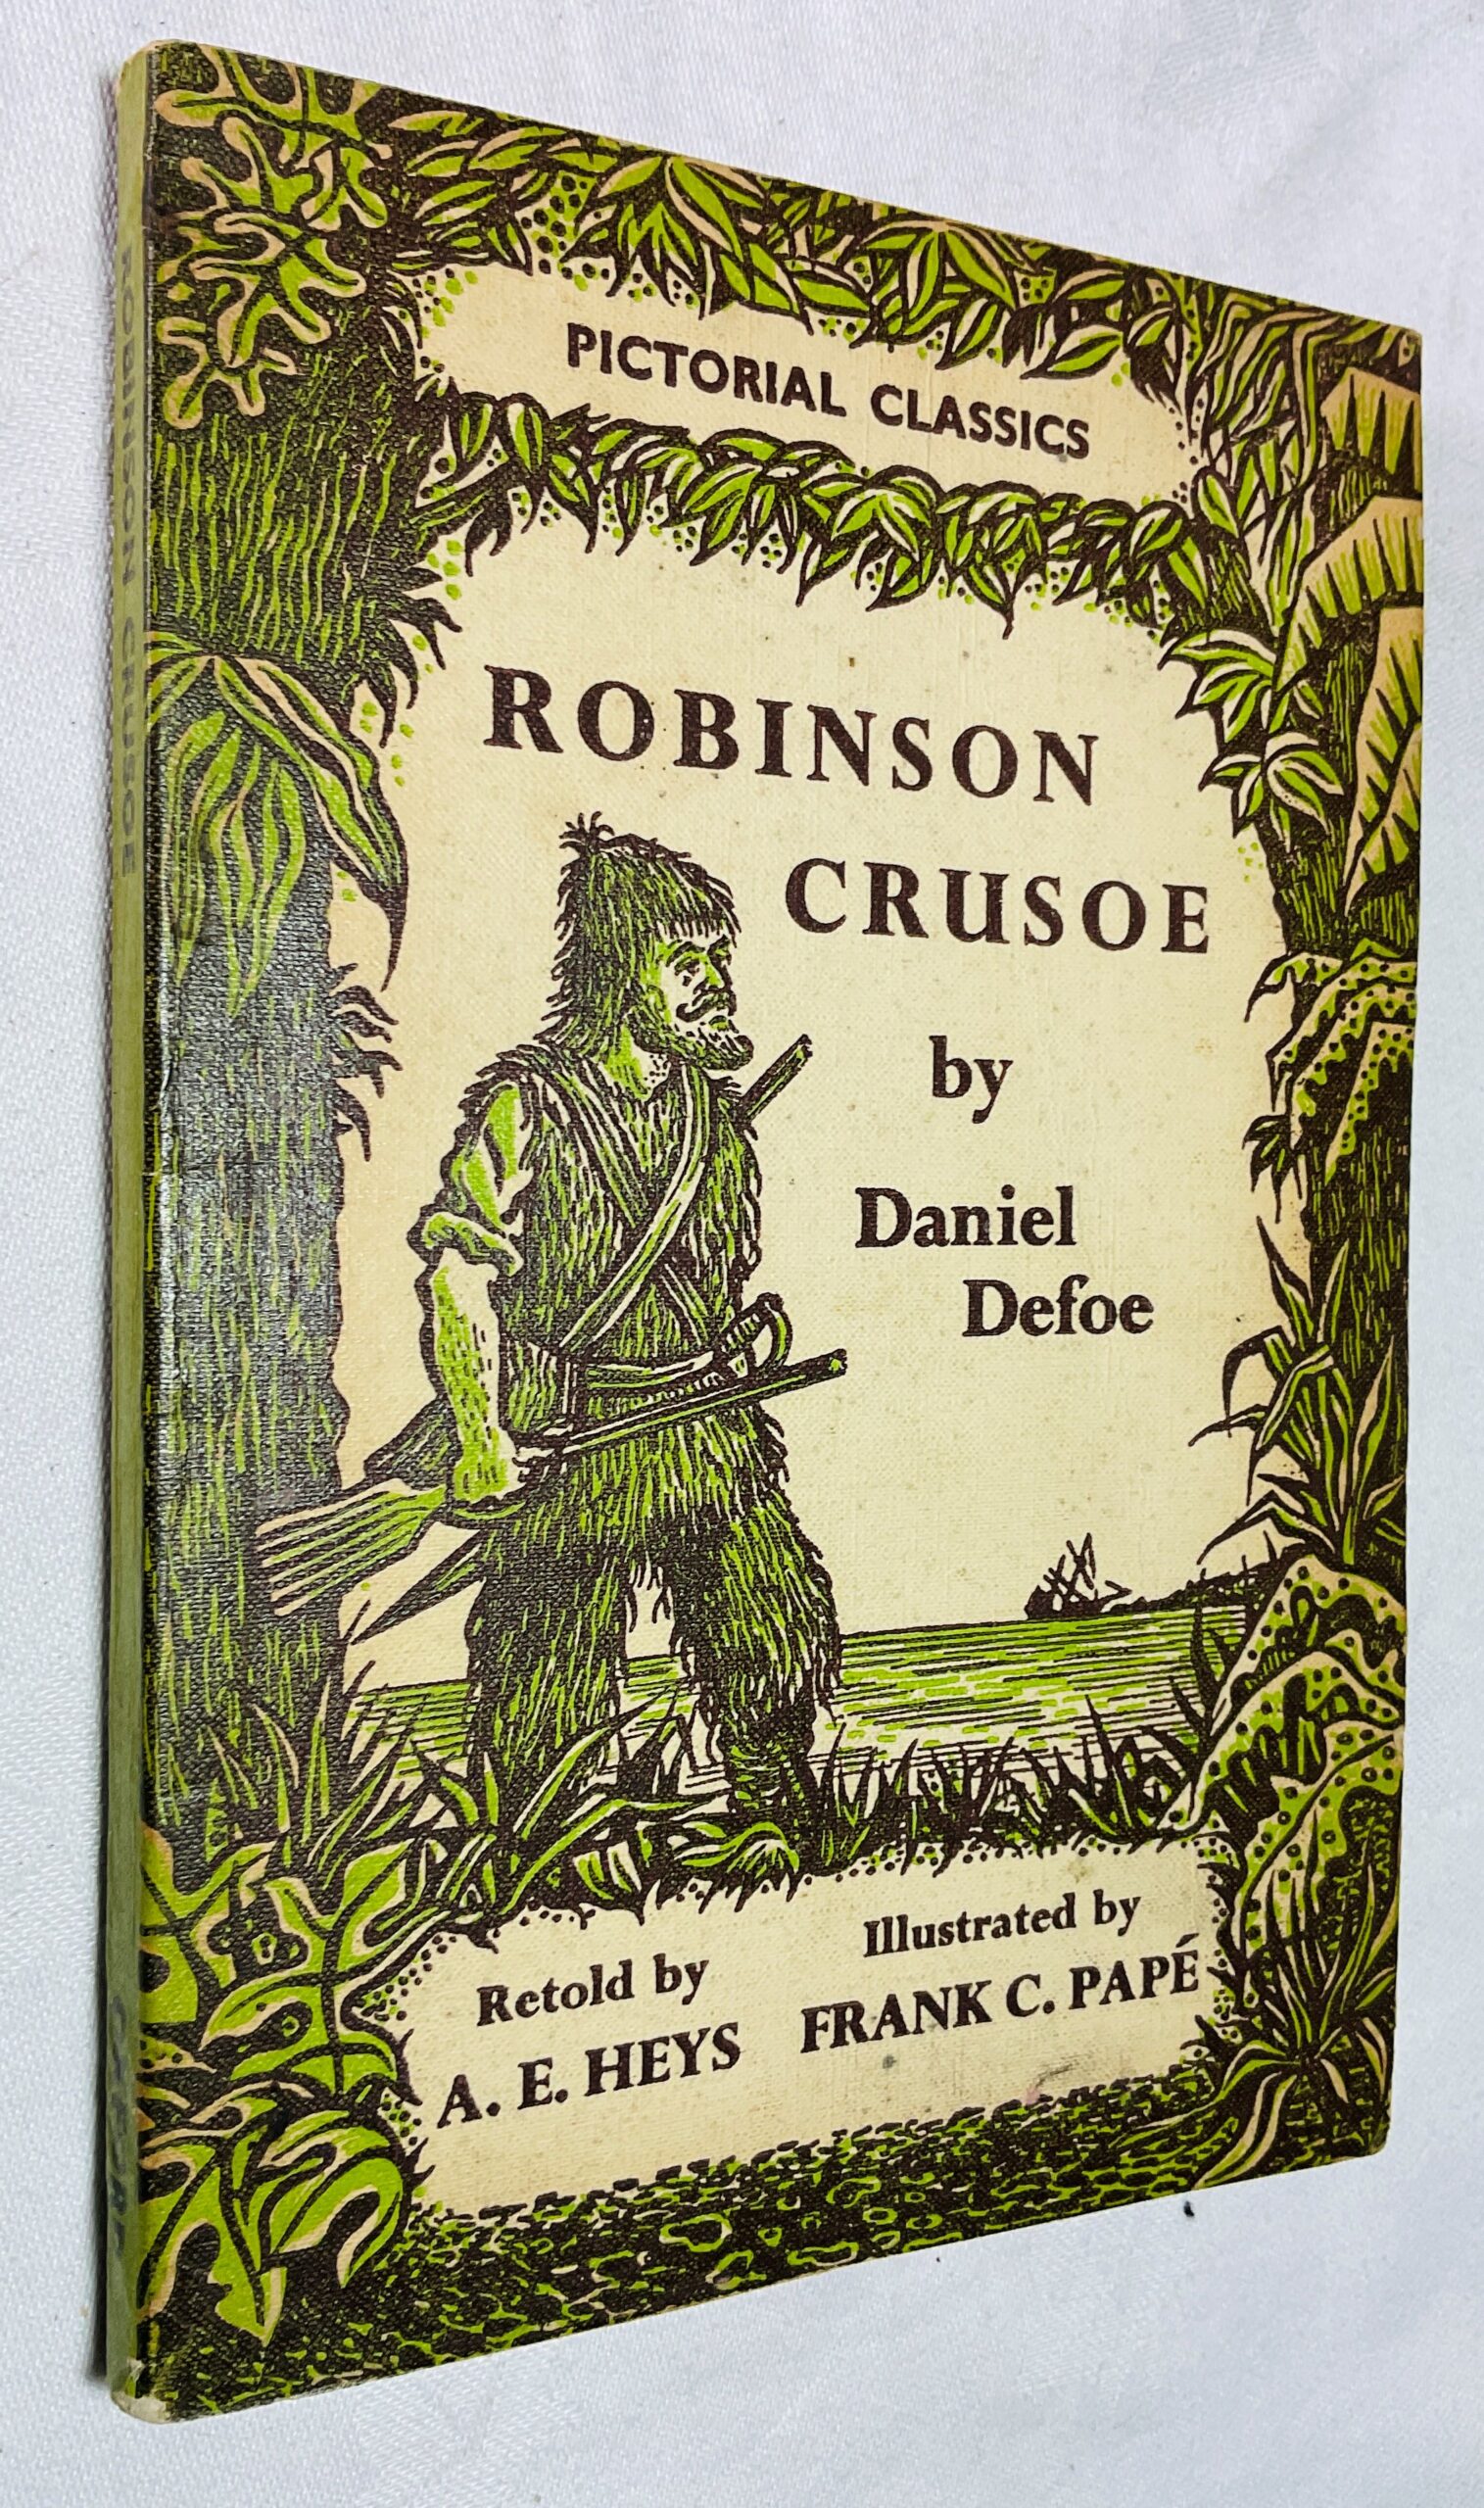 PICTORIAL CLASSICS
ROBINSON
CRUSOE
by
Daniel
Defoe
Retold by
A. E. HEYS
Illustrated by
FRANK C. PAPÉ
ROBINSON CRUSOE